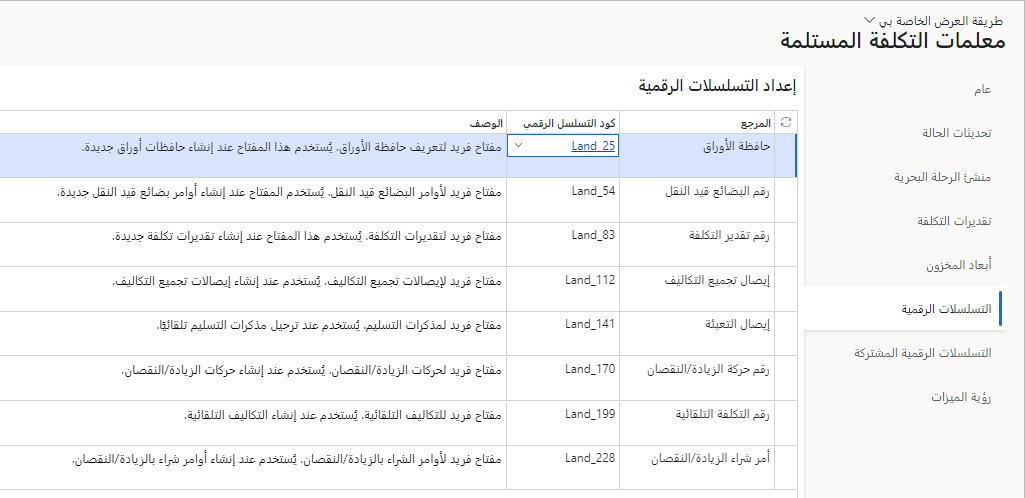 طريقة العرض الخاصة بي
معلمات التكلفة المستلمة
عام
تحديثات الحالة
منشئ الرحلة البحرية
تقديرات التكلفة
أبعاد المخزون
التسلسلات الرقمية
التسلسلات الرقمية المشتركة
رؤية الميزات
إعداد التسلسلات الرقمية
المرجع كود التسلسل الرقمي الوصف
حافظة الأوراق Land_25 مفتاح فريد لتعريف حافظة الأوراق. يُستخدم هذا المفتاح عند إنشاء حافظات أوراق جديدة.
رقم البضائع قيد النقل Land_54 مفتاح فريد لأوامر البضائع قيد النقل. يُستخدم المفتاح عند إنشاء أوامر بضائع قيد النقل جديدة.
رقم تقدير التكلفة Land_83 مفتاح فريد لتقديرات التكلفة. يُستخدم هذا المفتاح عند إنشاء تقديرات تكلفة جديدة.
إيصال تجميع التكاليف Land_112 مفتاح فريد لإيصالات تجميع التكاليف. يُستخدم عند إنشاء إيصالات تجميع التكاليف.
إيصال التعبئة Land_141 مفتاح فريد لمذكرات التسليم. يُستخدم عند ترحيل مذكرات التسليم تلقائيًا.
رقم حركة الزيادة/النقصان Land_170 مفتاح فريد لحركات الزيادة/النقصان. يُستخدم عند إنشاء حركات الزيادة/النقصان.
رقم التكلفة التلقائية Land_199 مفتاح فريد للتكاليف التلقائية. يُستخدم عند إنشاء التكاليف التلقائية.
أمر شراء الزيادة/النقصان Land_228 مفتاح فريد لأوامر الشراء بالزيادة/النقصان. يُستخدم عند إنشاء أوامر شراء بالزيادة/النقصان.